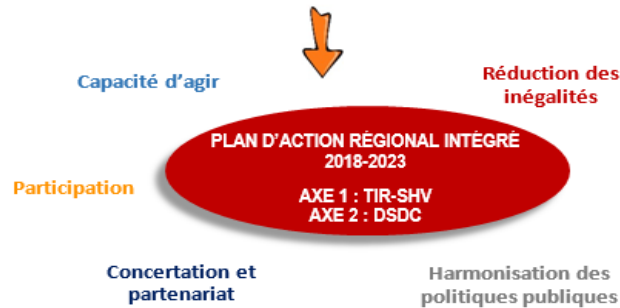 Capacité d'agir
Réduction des
inégalités
PLAN D'ACTION RÉGIONAL INTÉGRÉ
2018-2023
AXE 1 : TIR-SHV
AXE 2 : DSDC
Participation
Concertation et
partenariat
Harmonisation des
politiques publiques